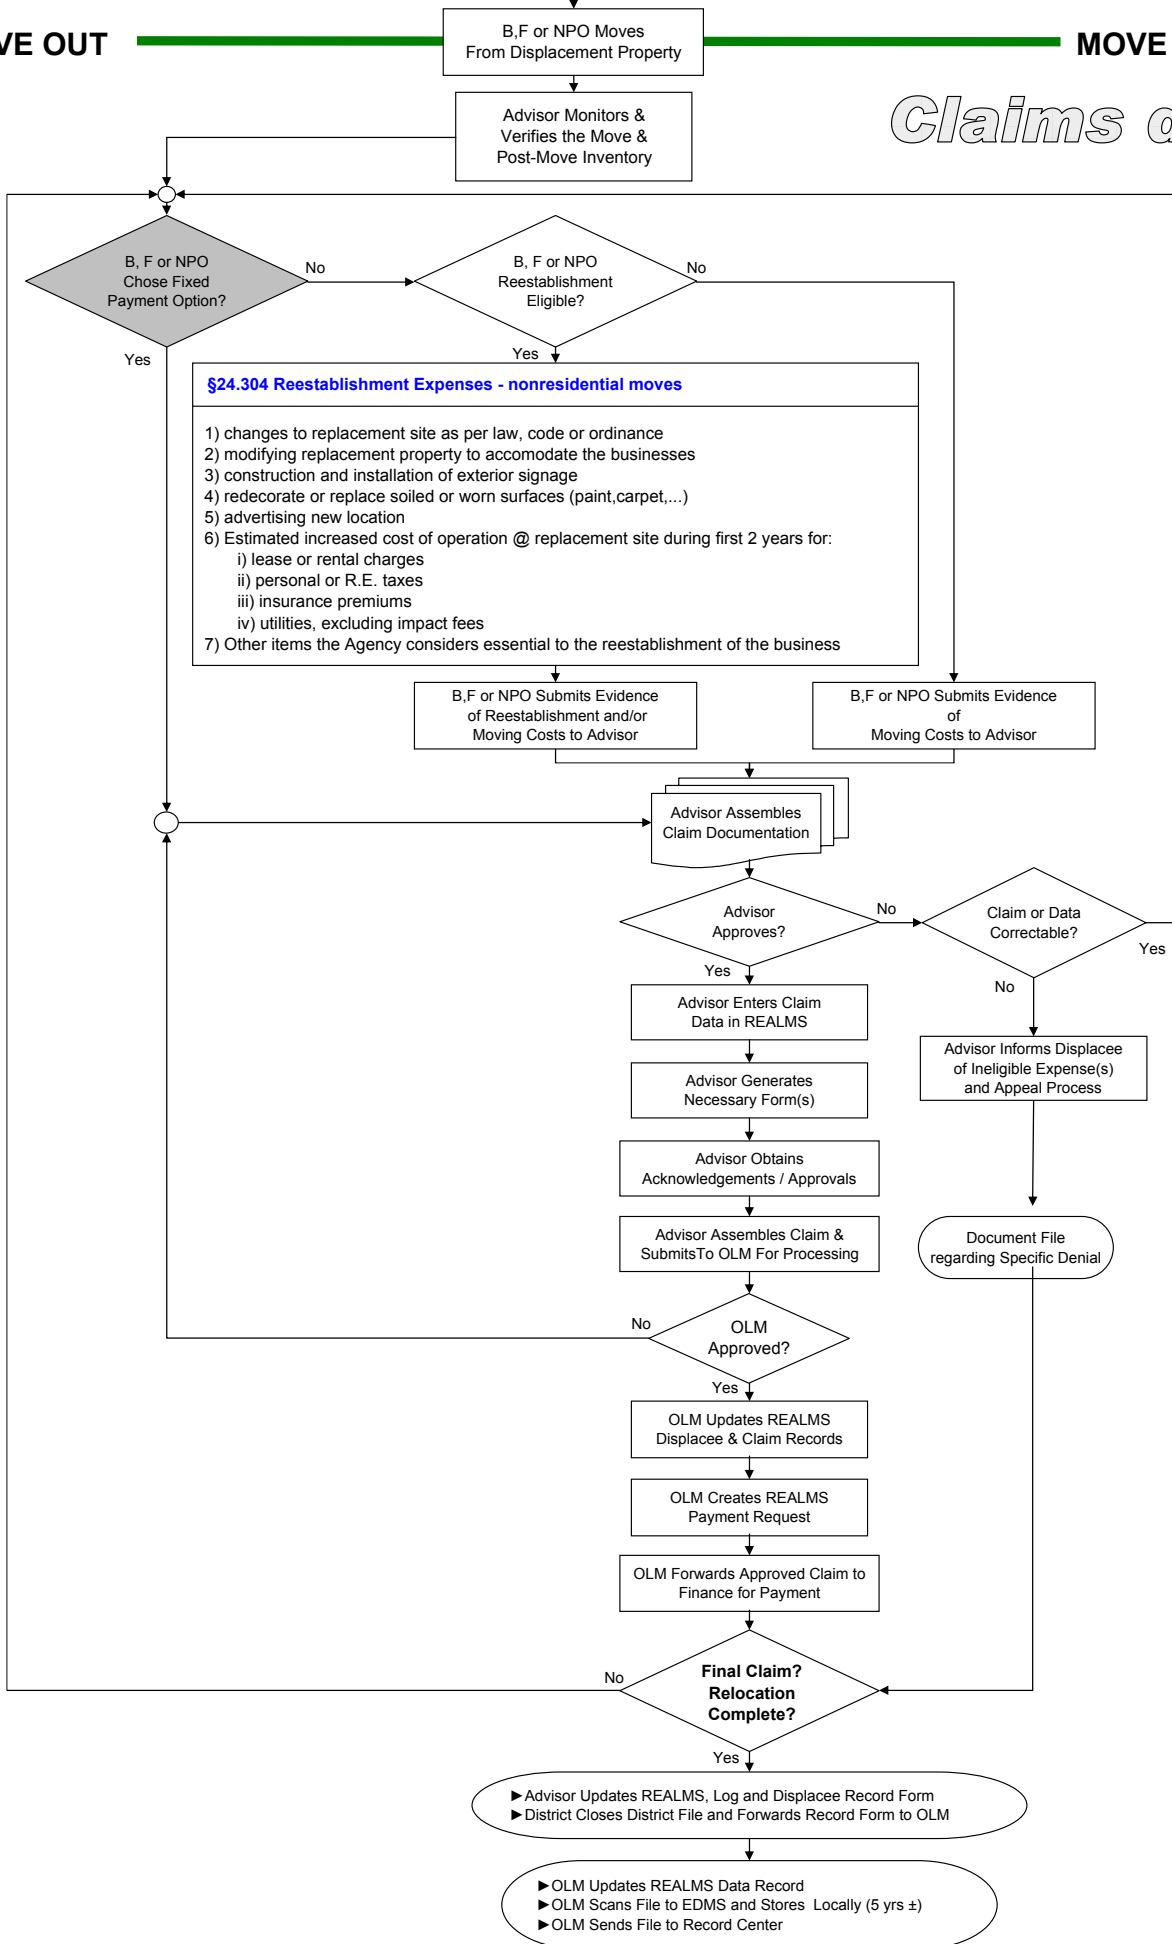 VE OUT
B,F or NPO Moves
From Displacement Property
MOVE
Advisor Monitors &
Verifies the Move &
Post-Move Inventory
Claims
B, F or NPO
Chose Fixed
Payment Option?
No
B, F or NPO
Reestablishment
Eligible?
No
Yes
Yes
§24.304 Reestablishment Expenses - nonresidential moves
1) changes to replacement site as per law, code or ordinance
2) modifying replacement property to accomodate the businesses
3) construction and installation of exterior signage
4) redecorate or replace soiled or worn surfaces (paint,carpet,...)
5) advertising new location
6) Estimated increased cost of operation @ replacement site during first 2 years for:
i) lease or rental charges
ii) personal or R.E. taxes
iii) insurance premiums
iv) utilities, excluding impact fees
7) Other items the Agency considers essential to the reestablishment of the business
B,F or NPO Submits Evidence
of Reestablishment and/or
Moving Costs to Advisor
B,F or NPO Submits Evidence
of
Moving Costs to Advisor
Advisor Assembles
Claim Documentation
Advisor
Approves?
No
Claim or Data
Correctable?
Yes
Yes
No
Advisor Enters Claim
Data in REALMS
Advisor Informs Displacee
of Ineligible Expense(s)
and Appeal Process
Advisor Generates
Necessary Form(s)
Advisor Obtains
Acknowledgements / Approvals
Advisor Assembles Claim &
SubmitsTo OLM For Processing
Document File
regarding Specific Denial
No
OLM
Approved?
Yes
OLM Updates REALMS
Displacee & Claim Records
OLM Creates REALMS
Payment Request
OLM Forwards Approved Claim to
Finance for Payment
No
Final Claim?
Relocation
Complete?
Yes
►Advisor Updates REALMS, Log and Displacee Record Form
►District Closes District File and Forwards Record Form to OLM
►OLM Updates REALMS Data Record
►OLM Scans File to EDMS and Stores Locally (5 yrs ±)
►OLM Sends File to Record Center